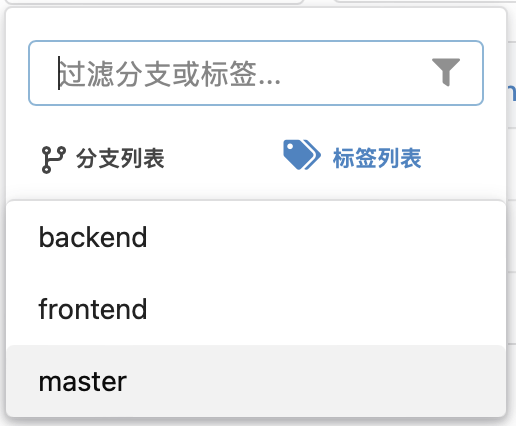 过滤分支或标签...
分支列表 标签列表
backend
frontend
master